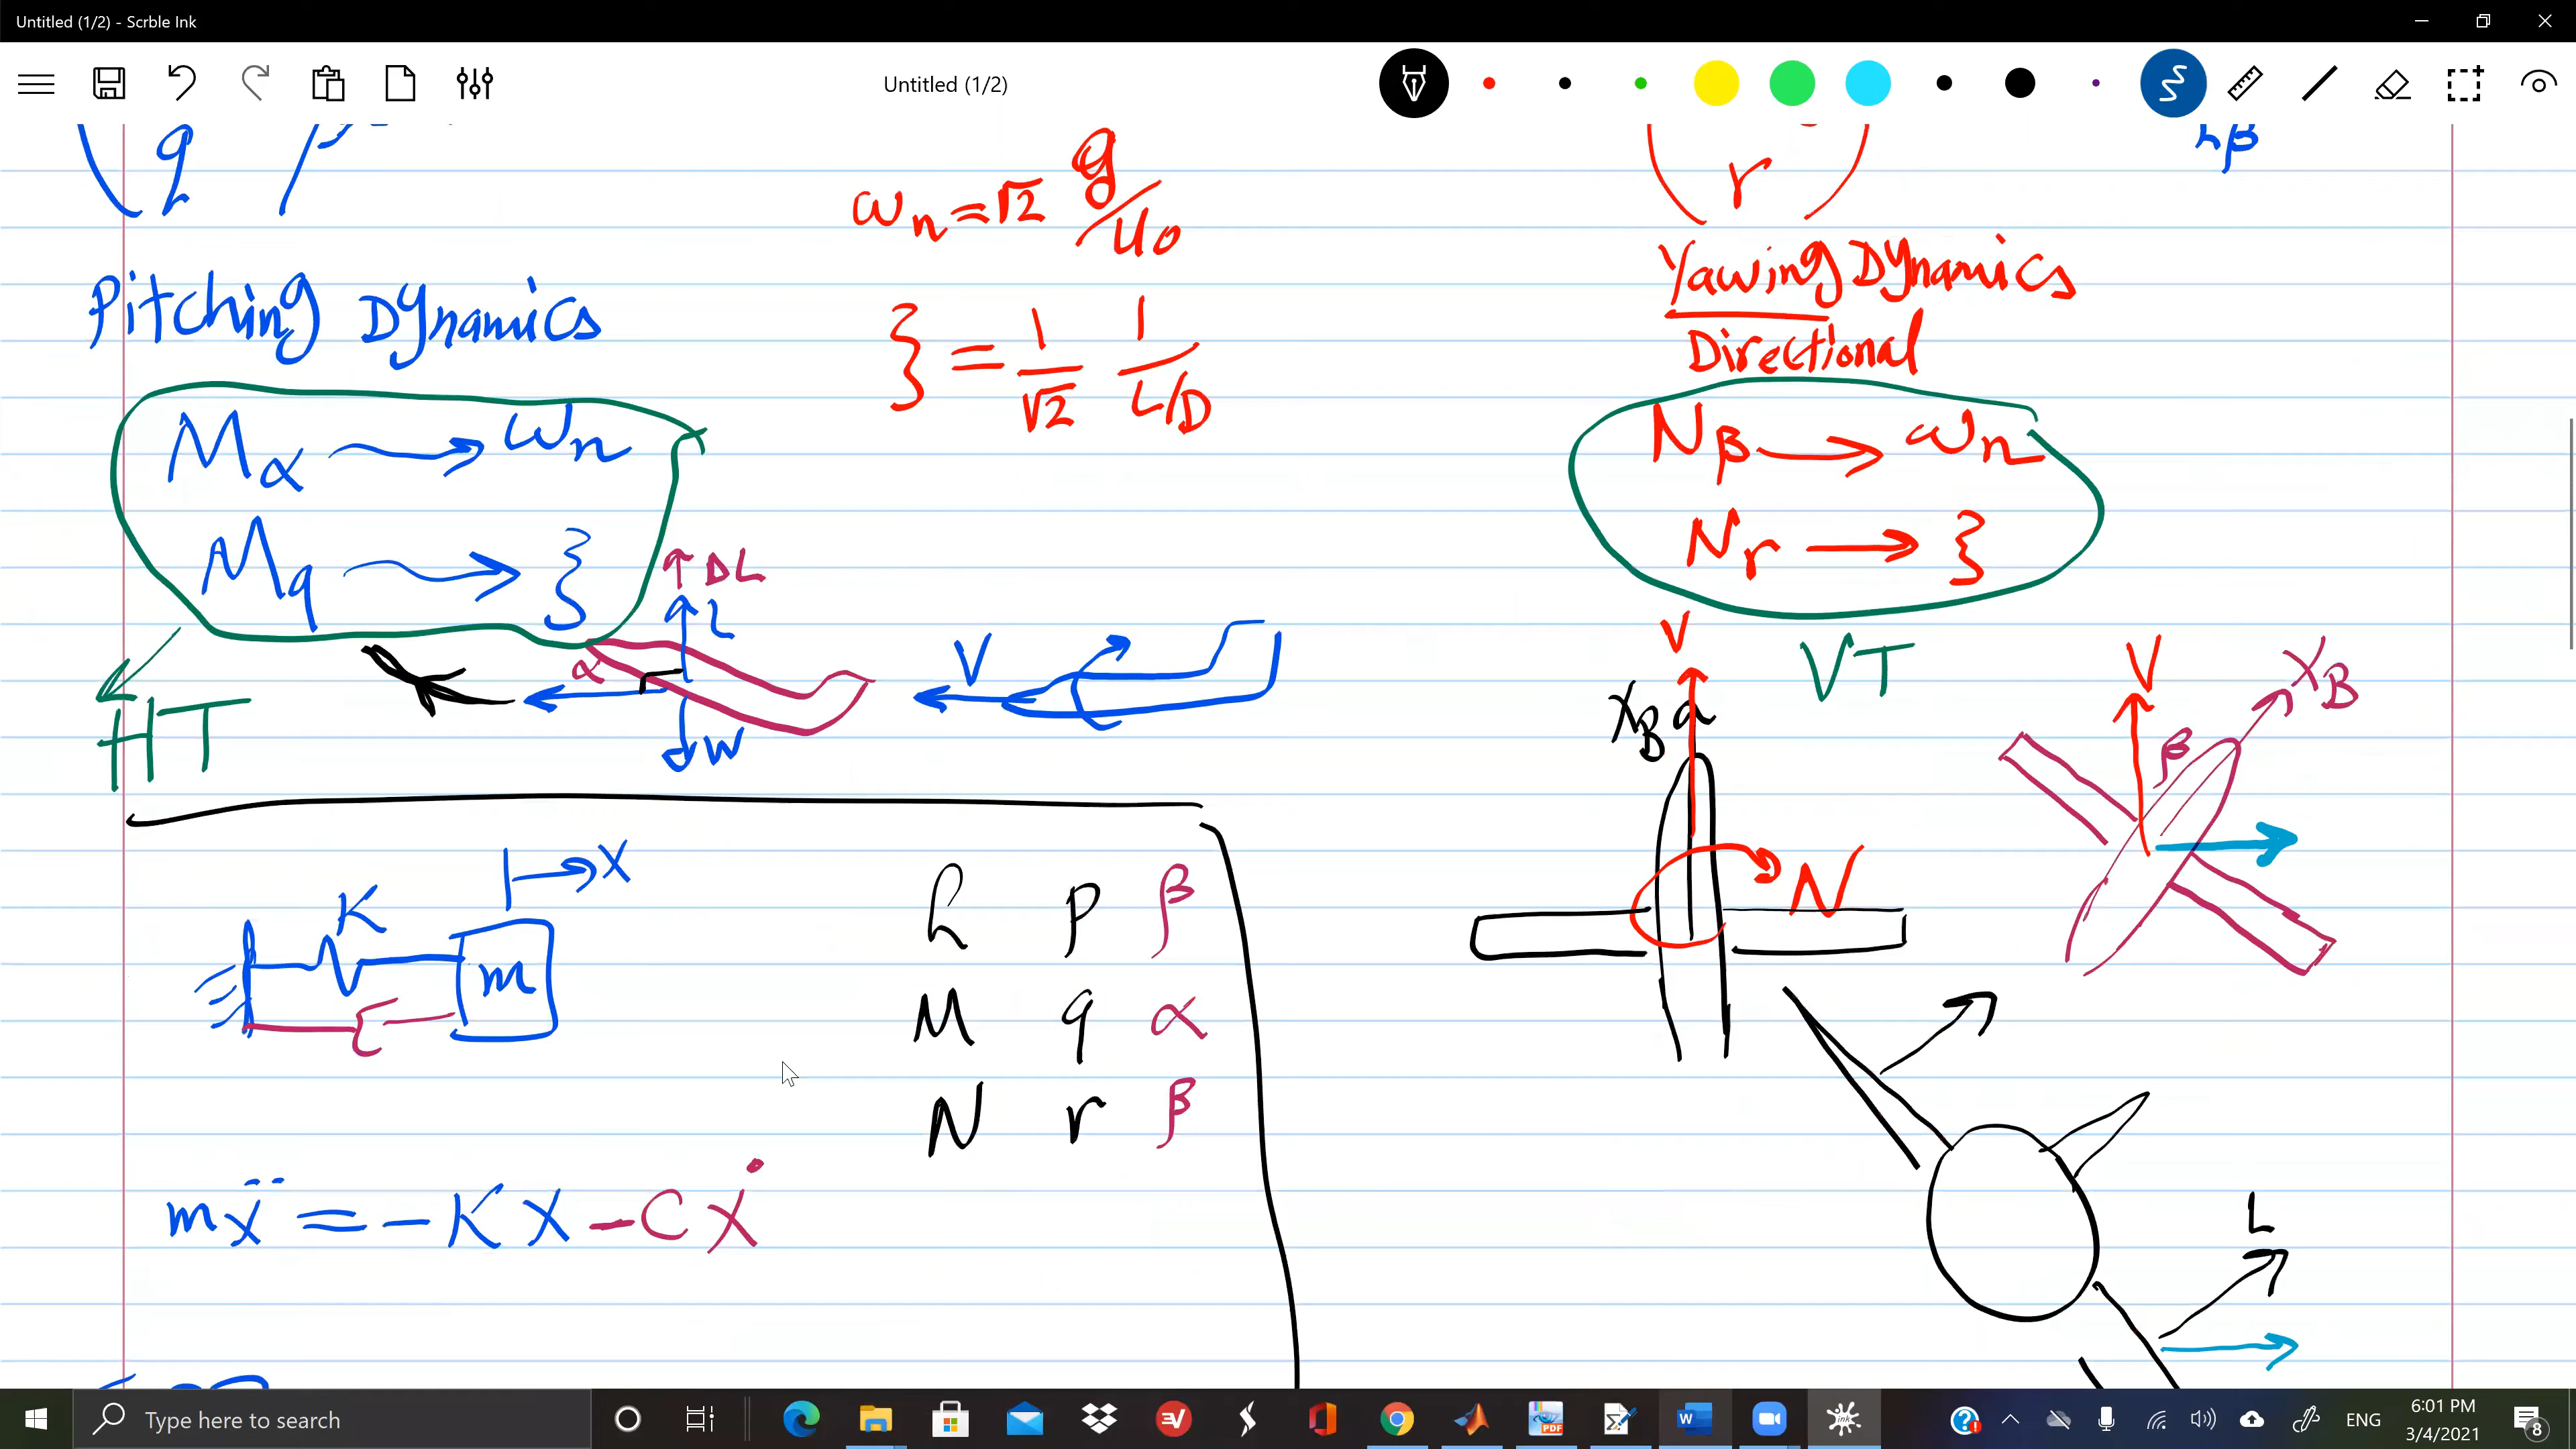 Untitled (1/2) - Scrble Ink
Untitled (1/2)
q
ωn = √2 g/u0
r
Lβ
Pitching Dynamics
Yawing Dynamics
Directional
ζ = 1/√2 1/L/D
Mα → ωn
Mq → ζ
Nβ → ωn
Nr → ζ
↑ ΔL
L
α
V
W
HT
V
VT
XB
V
XB
β
N
K
X
m
L p β
M q α
N r β
mẍ = -Kx - Cẋ
L
Type here to search
ENG
6:01 PM
3/4/2021
8